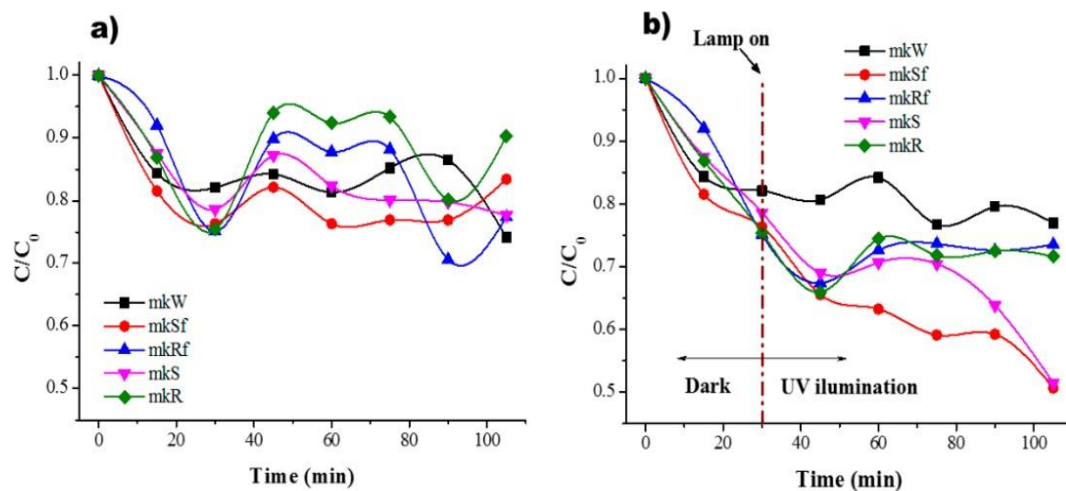 a)
C/C0
1.0
0.9
0.8
0.7
0.6
0.5
mkW
mkSf
mkRf
mkS
mkR
0
20
40
60
80
100
Time (min)
b)
Lamp on
mkW
mkSf
mkRf
mkS
mkR
C/C0
1.0
0.9
0.8
0.7
0.6
0.5
Dark
UV ilumination
0
20
40
60
80
100
Time (min)